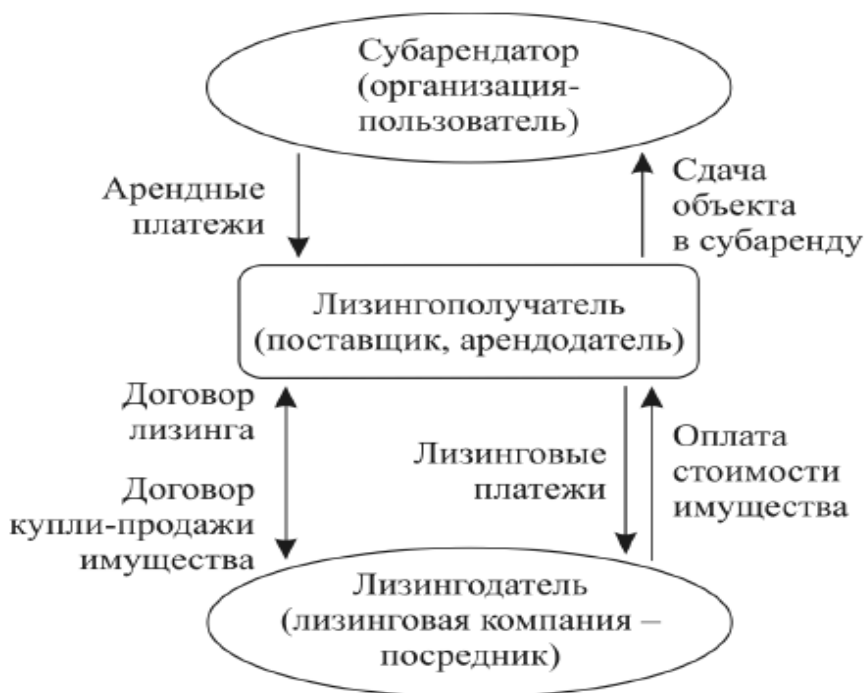 Субарендатор
(организация-
пользователь)
Арендные
платежи
Сдача
объекта
в субаренду
Лизингополучатель
(поставщик, арендодатель)
Договор
лизинга
Договор
купли-продажи
имущества
Лизинговые
платежи
Оплата
стоимости
имущества
Лизингодатель
(лизинговая компания –
посредник)